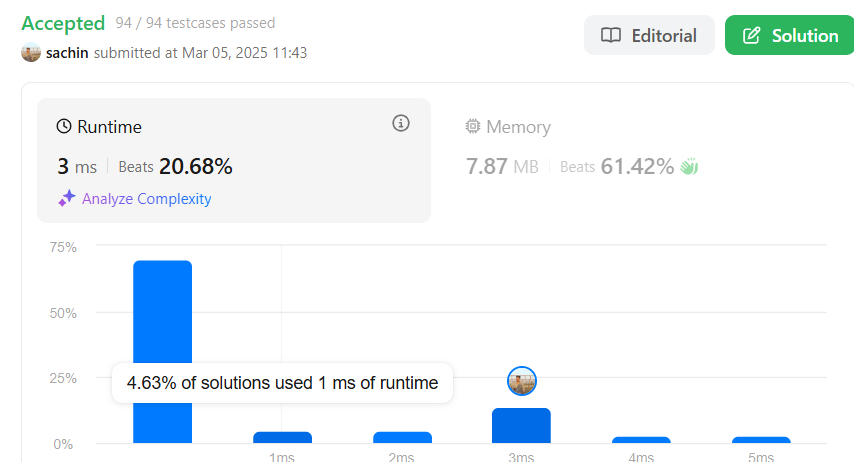 Accepted 94 / 94 testcases passed
Editorial
Solution
sachin submitted at Mar 05, 2025 11:43
Runtime
3 ms Beats 20.68%
Analyze Complexity
Memory
7.87 MB Beats 61.42%
75%
50%
25%
0%
4.63% of solutions used 1 ms of runtime
1ms 2ms 3ms 4ms 5ms